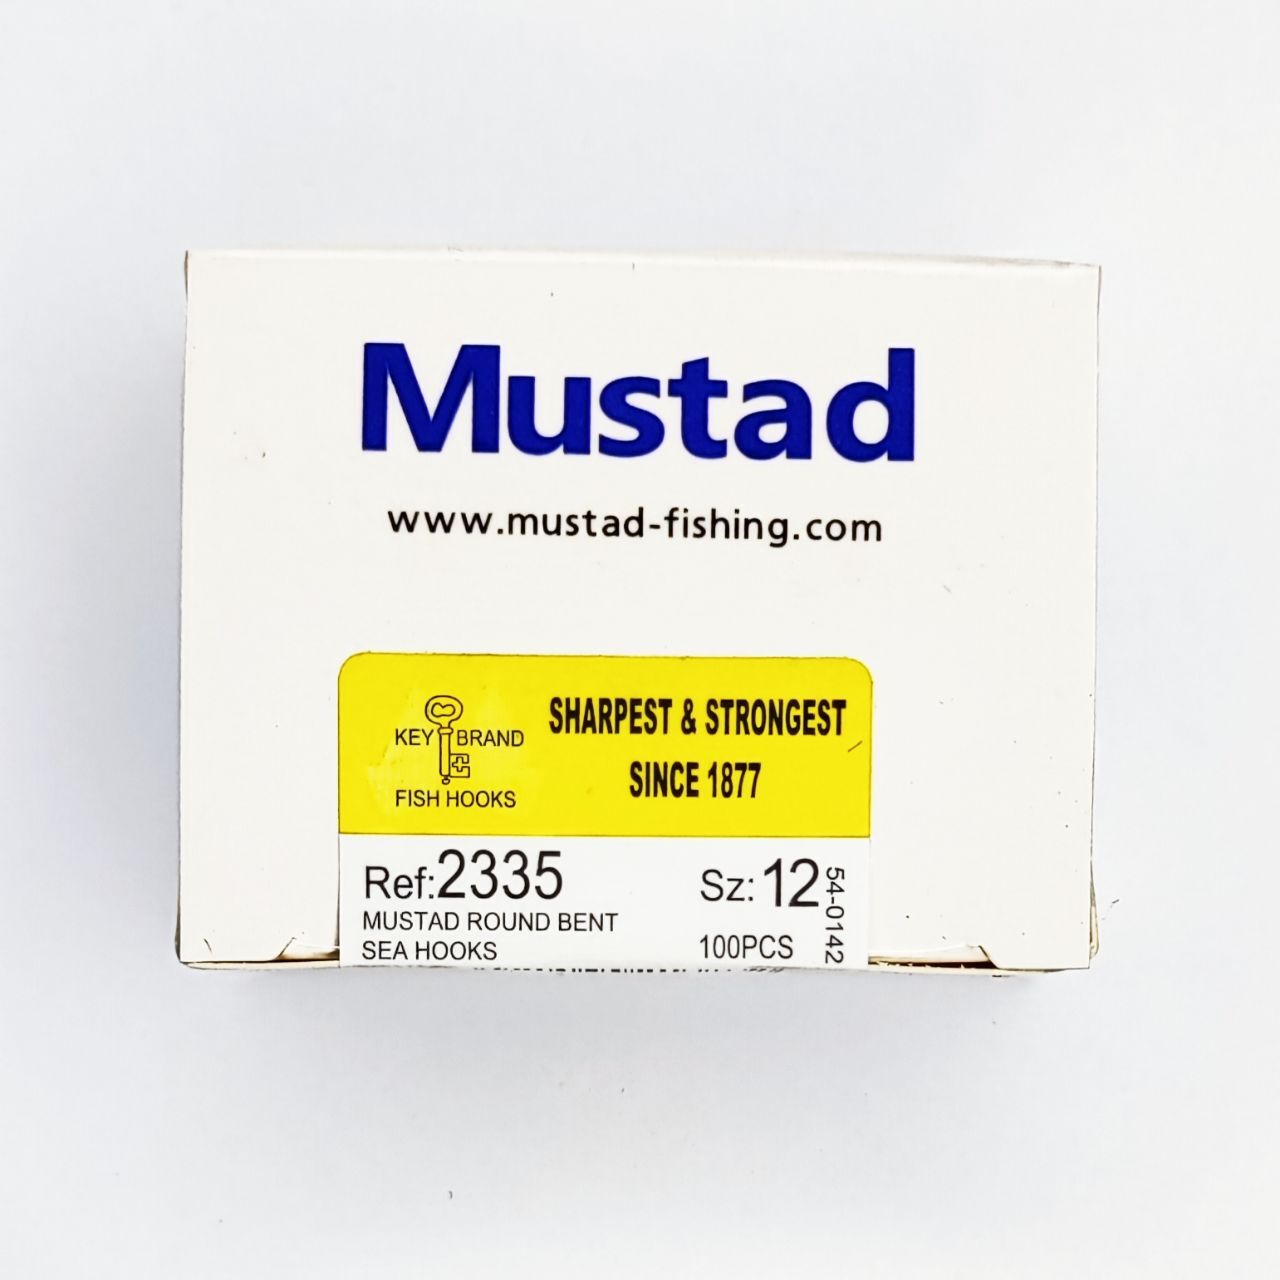 Mustad
www.mustad-fishing.com
KEY BRAND
FISH HOOKS
SHARPEST & STRONGEST
SINCE 1877
Ref:2335
MUSTAD ROUND BENT
SEA HOOKS
Sz:12
100PCS
54-0142